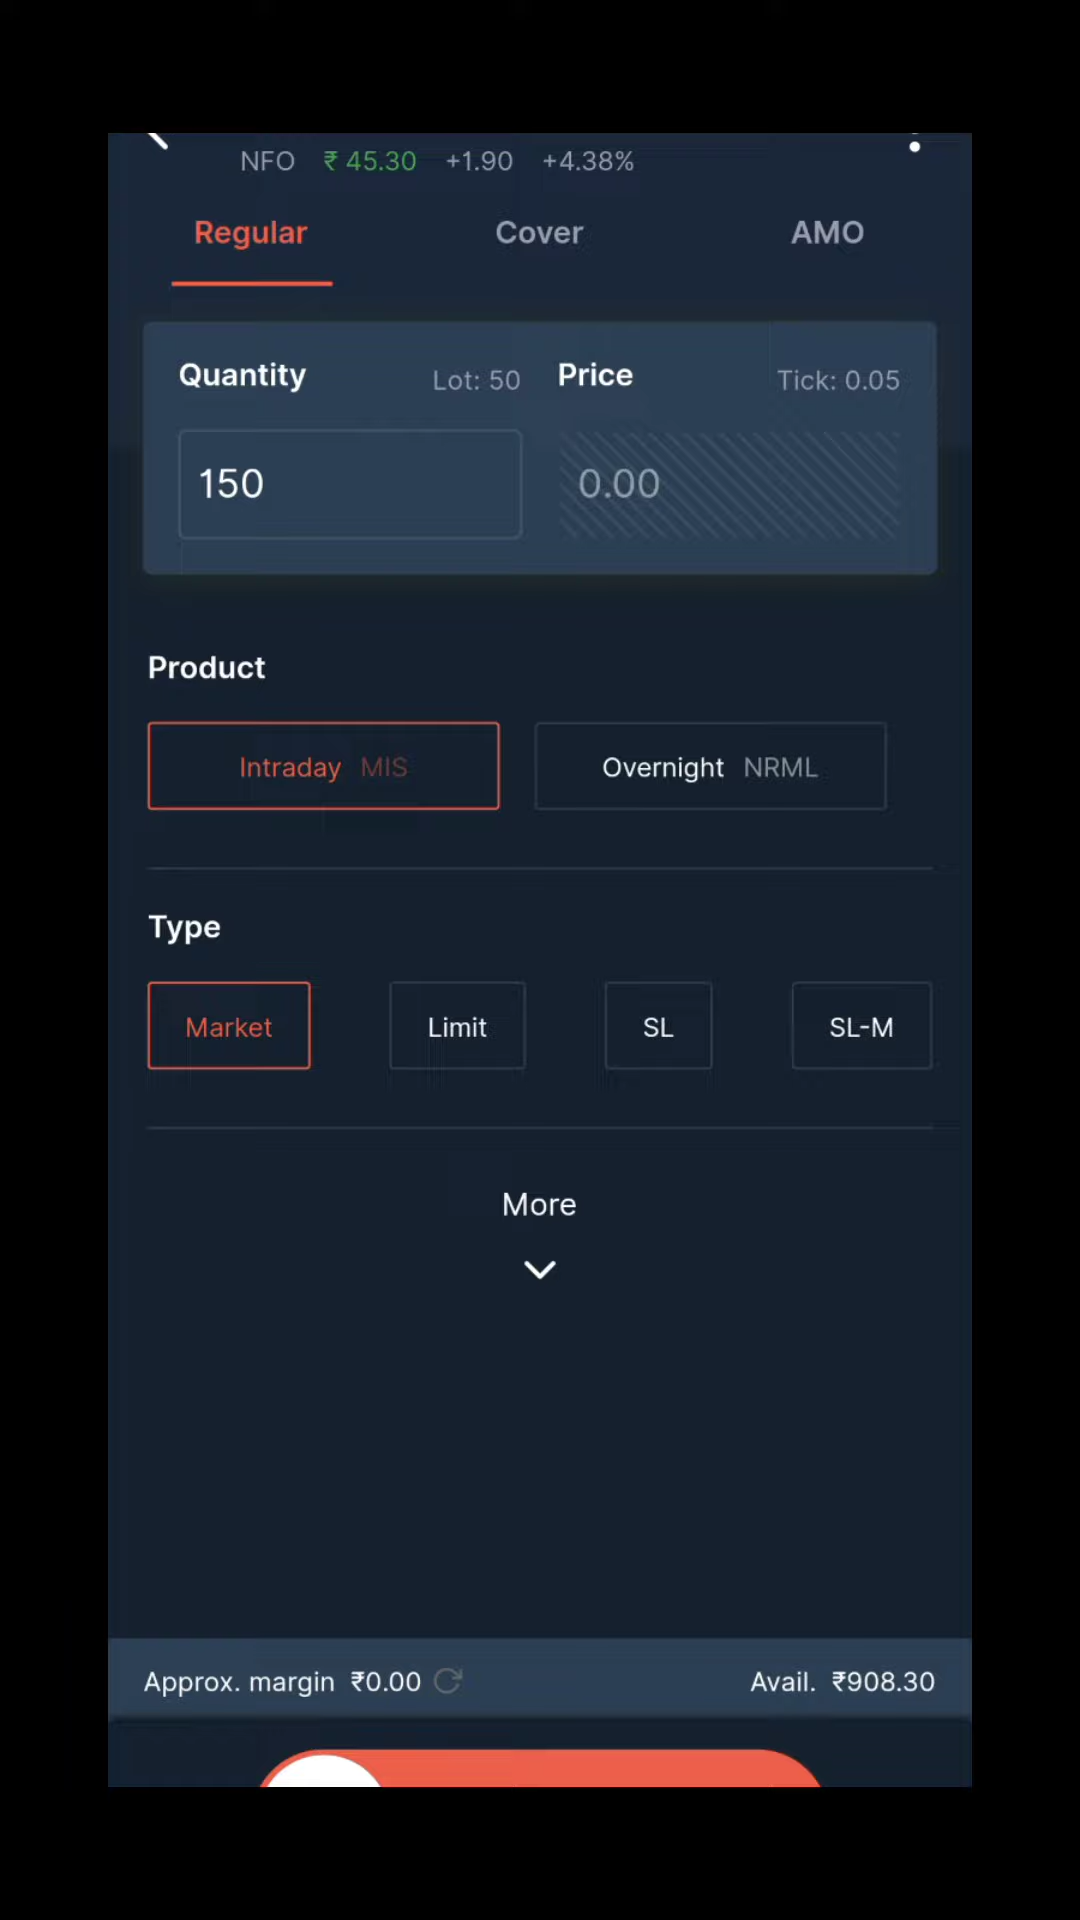 NFO ₹ 45.30 +1.90 +4.38%
Regular Cover AMO
Quantity Lot: 50 Price Tick: 0.05
150 0.00
Product
Intraday MIS Overnight NRML
Type
Market Limit SL SL-M
More
Approx. margin ₹0.00 Avail. ₹908.30